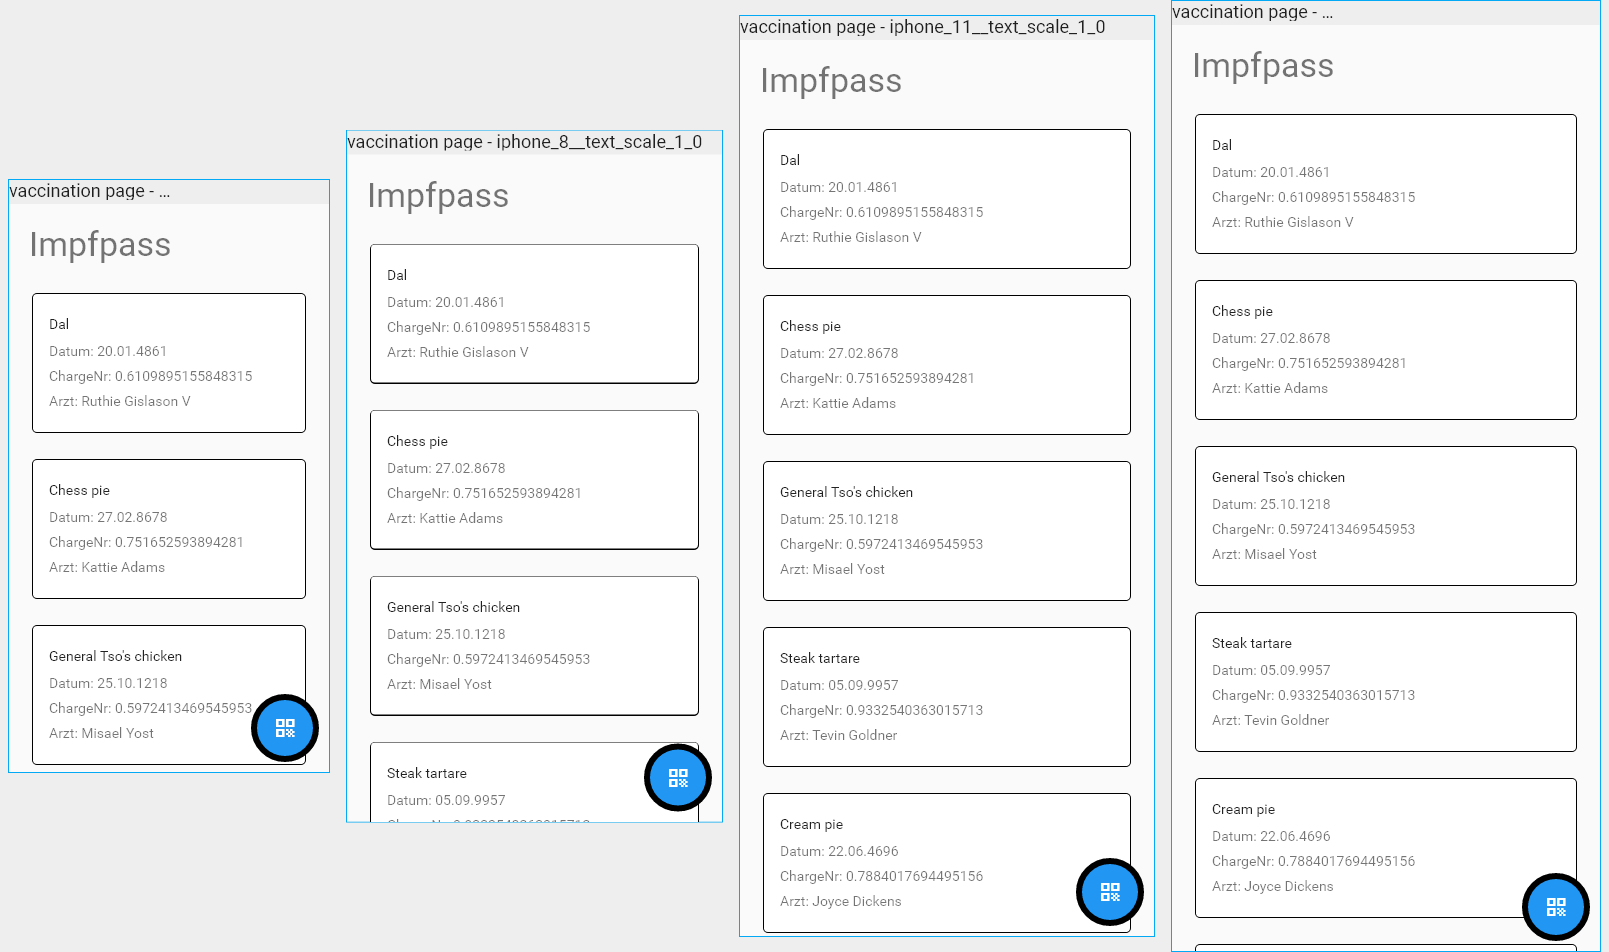 vaccination page - ...
Impfpass
Dal
Datum: 20.01.4861
ChargeNr: 0.6109895155848315
Arzt: Ruthie Gislason V
Chess pie
Datum: 27.02.8678
ChargeNr: 0.751652593894281
Arzt: Kattie Adams
General Tso's chicken
Datum: 25.10.1218
ChargeNr: 0.5972413469545953
Arzt: Misael Yost
vaccination page - iphone_8__text_scale_1_0
Impfpass
Dal
Datum: 20.01.4861
ChargeNr: 0.6109895155848315
Arzt: Ruthie Gislason V
Chess pie
Datum: 27.02.8678
ChargeNr: 0.751652593894281
Arzt: Kattie Adams
General Tso's chicken
Datum: 25.10.1218
ChargeNr: 0.5972413469545953
Arzt: Misael Yost
Steak tartare
Datum: 05.09.9957
vaccination page - iphone_11__text_scale_1_0
Impfpass
Dal
Datum: 20.01.4861
ChargeNr: 0.6109895155848315
Arzt: Ruthie Gislason V
Chess pie
Datum: 27.02.8678
ChargeNr: 0.751652593894281
Arzt: Kattie Adams
General Tso's chicken
Datum: 25.10.1218
ChargeNr: 0.5972413469545953
Arzt: Misael Yost
Steak tartare
Datum: 05.09.9957
ChargeNr: 0.9332540363015713
Arzt: Tevin Goldner
Cream pie
Datum: 22.06.4696
ChargeNr: 0.7884017694495156
Arzt: Joyce Dickens
vaccination page - ...
Impfpass
Dal
Datum: 20.01.4861
ChargeNr: 0.6109895155848315
Arzt: Ruthie Gislason V
Chess pie
Datum: 27.02.8678
ChargeNr: 0.751652593894281
Arzt: Kattie Adams
General Tso's chicken
Datum: 25.10.1218
ChargeNr: 0.5972413469545953
Arzt: Misael Yost
Steak tartare
Datum: 05.09.9957
ChargeNr: 0.9332540363015713
Arzt: Tevin Goldner
Cream pie
Datum: 22.06.4696
ChargeNr: 0.7884017694495156
Arzt: Joyce Dickens